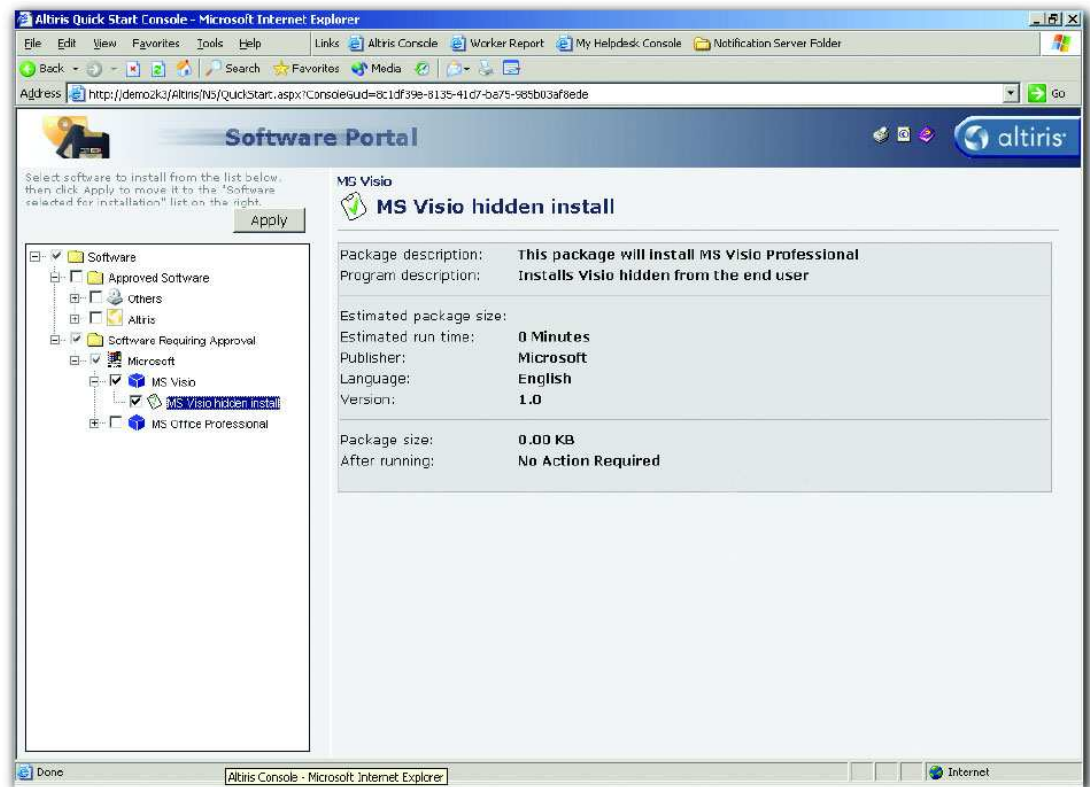 Altiris Quick Start Console - Microsoft Internet Explorer
File Edit View Favorites Tools Help
Links Altiris Console Worker Report My Helpdesk Console Notification Server Folder
Back Search Favorites Media
Address http://demo2k3/Altiris/NS/QuickStart.aspx?ConsoleGuid=8c1df39e-8135-41d7-ba75-985b03af8ede Go
Software Portal
altiris
Select software to install from the list below,
then click Apply to move it to the "Software
selected for installation" list on the right.
Apply
Software
Approved Software
Others
Altiris
Software Requiring Approval
Microsoft
MS Visio
MS Visio hidden install
MS Office Professional
MS Visio
MS Visio hidden install
Package description: This package will install MS Visio Professional
Program description: Installs Visio hidden from the end user
Estimated package size:
Estimated run time: 0 Minutes
Publisher: Microsoft
Language: English
Version: 1.0
Package size: 0.00 KB
After running: No Action Required
Done
Altiris Console - Microsoft Internet Explorer
Internet